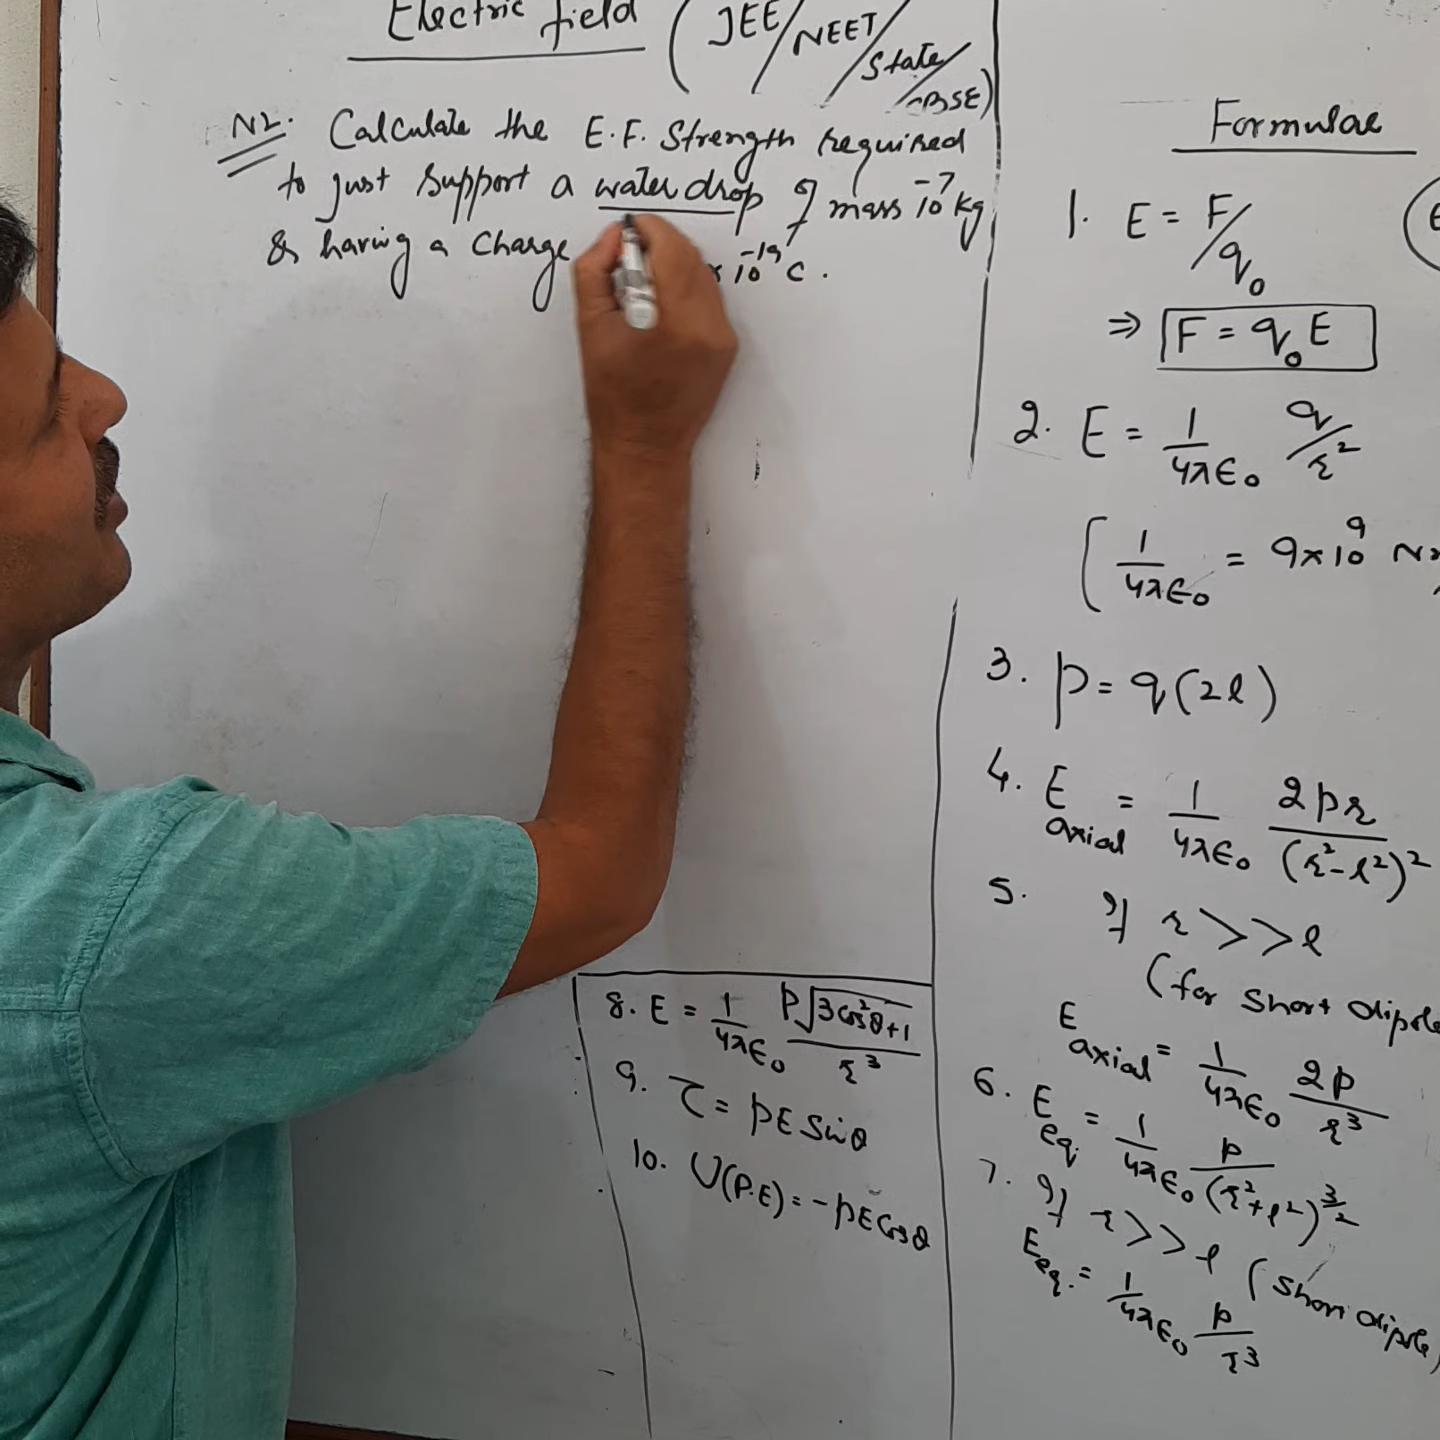 Electric field (JEE/NEET/State/CBSE)
N2. Calculate the E.F. Strength required
to just support a water drop of mass 10⁻⁷ kg
& having a charge × 10⁻¹⁹ C.
Formulae
1. E = F/q₀
⇒ F = q₀E
2. E = 1/4πϵ₀ q/r²
[1/4πϵ₀ = 9×10⁹
3. p = q(2l)
4. E axial = 1/4πϵ₀ 2pr/(r²-l²)²
5. If r >> l
(for short dipole
E axial = 1/4πϵ₀ 2p/r³
6. E eq. = 1/4πϵ₀ p/(r²+l²)^3/2
7. If r >> l (short dipole)
E eq. = 1/4πϵ₀ p/r³
8. E = 1/4πϵ₀ p√3cos²θ+1/r³
9. τ = pE sinθ
10. U(P.E) = -pE cosθ